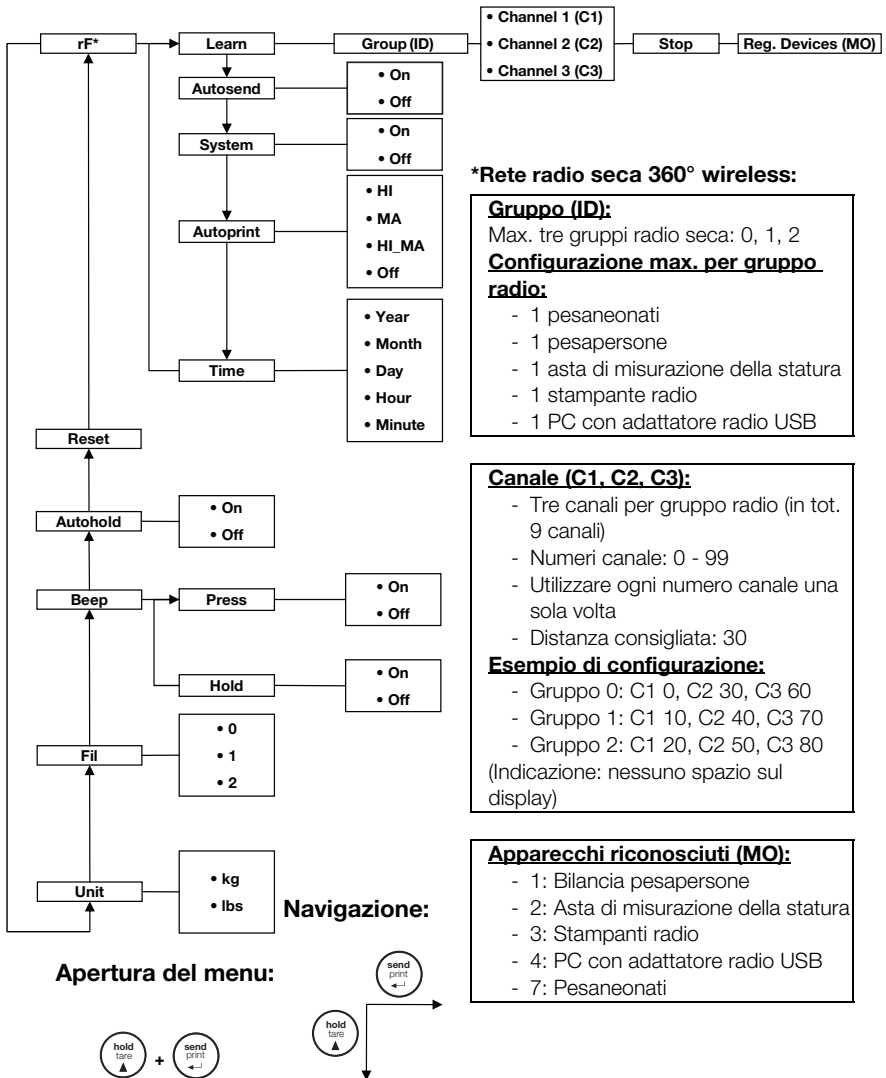 rF*
Learn
Group (ID)
• Channel 1 (C1)
• Channel 2 (C2)
• Channel 3 (C3)
Stop
Reg. Devices (MO)
Autosend
• On
• Off
System
• On
• Off
Autoprint
• HI
• MA
• HI_MA
• Off
Time
• Year
• Month
• Day
• Hour
• Minute
Reset
Autohold
• On
• Off
Beep
Press
• On
• Off
Hold
• On
• Off
Fil
• 0
• 1
• 2
Unit
• kg
• lbs
*Rete radio seca 360° wireless:
Gruppo (ID):
Max. tre gruppi radio seca: 0, 1, 2
Configurazione max. per gruppo
radio:
- 1 pesaneonati
- 1 pesapersone
- 1 asta di misurazione della statura
- 1 stampante radio
- 1 PC con adattatore radio USB
Canale (C1, C2, C3):
- Tre canali per gruppo radio (in tot.
9 canali)
- Numeri canale: 0 - 99
- Utilizzare ogni numero canale una
sola volta
- Distanza consigliata: 30
Esempio di configurazione:
- Gruppo 0: C1 0, C2 30, C3 60
- Gruppo 1: C1 10, C2 40, C3 70
- Gruppo 2: C1 20, C2 50, C3 80
(Indicazione: nessuno spazio sul
display)
Apparecchi riconosciuti (MO):
- 1: Bilancia pesapersone
- 2: Asta di misurazione della statura
- 3: Stampanti radio
- 4: PC con adattatore radio USB
- 7: Pesaneonati
Navigazione:
send
print
hold
tare
Apertura del menu:
hold
tare
+
send
print